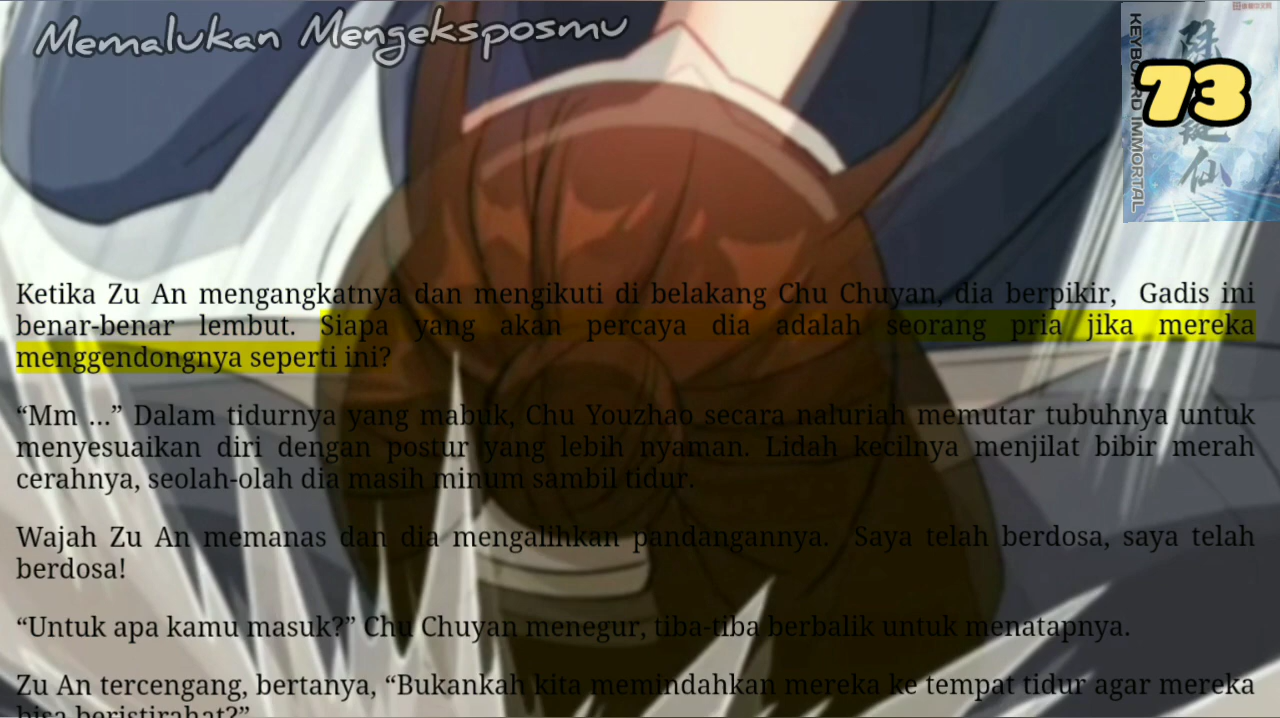 Memalukan Mengeksposmu
73
KEYBOARD IMMORTAL
Ketika Zu An mengangkatnya dan mengikuti di belakang Chu Chuyan, dia berpikir, Gadis ini
benar-benar lembut. Siapa yang akan percaya dia adalah seorang pria jika mereka
menggendongnya seperti ini?
“Mm ...” Dalam tidurnya yang mabuk, Chu Youzhao secara naluriah memutar tubuhnya untuk
menyesuaikan diri dengan postur yang lebih nyaman. Lidah kecilnya menjilat bibir merah
cerahnya, seolah-olah dia masih minum sambil tidur.
Wajah Zu An memanas dan dia mengalihkan pandangannya. Saya telah berdosa, saya telah
berdosa!
“Untuk apa kamu masuk?” Chu Chuyan menegur, tiba-tiba berbalik untuk menatapnya.
Zu An tercengang, bertanya, “Bukankah kita memindahkan mereka ke tempat tidur agar mereka
bisa beristirahat?”